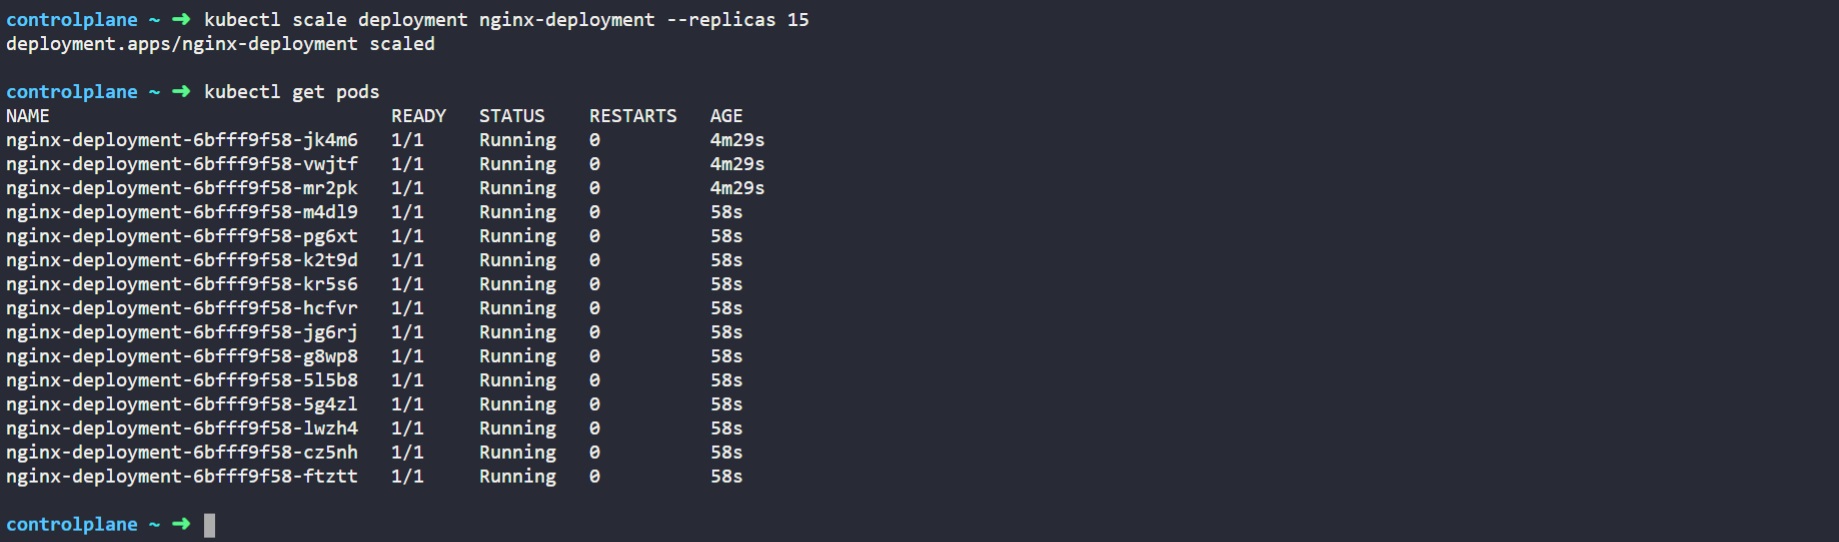 controlplane ~ ➜ kubectl scale deployment nginx-deployment --replicas 15
deployment.apps/nginx-deployment scaled
controlplane ~ ➜ kubectl get pods
NAME READY STATUS RESTARTS AGE
nginx-deployment-6bfff9f58-jk4m6 1/1 Running 0 4m29s
nginx-deployment-6bfff9f58-vwjtf 1/1 Running 0 4m29s
nginx-deployment-6bfff9f58-mr2pk 1/1 Running 0 4m29s
nginx-deployment-6bfff9f58-m4dl9 1/1 Running 0 58s
nginx-deployment-6bfff9f58-pg6xt 1/1 Running 0 58s
nginx-deployment-6bfff9f58-k2t9d 1/1 Running 0 58s
nginx-deployment-6bfff9f58-kr5s6 1/1 Running 0 58s
nginx-deployment-6bfff9f58-hcfvr 1/1 Running 0 58s
nginx-deployment-6bfff9f58-jg6rj 1/1 Running 0 58s
nginx-deployment-6bfff9f58-g8wp8 1/1 Running 0 58s
nginx-deployment-6bfff9f58-5l5b8 1/1 Running 0 58s
nginx-deployment-6bfff9f58-5g4zl 1/1 Running 0 58s
nginx-deployment-6bfff9f58-lwzh4 1/1 Running 0 58s
nginx-deployment-6bfff9f58-cz5nh 1/1 Running 0 58s
nginx-deployment-6bfff9f58-ftztt 1/1 Running 0 58s
controlplane ~ ➜